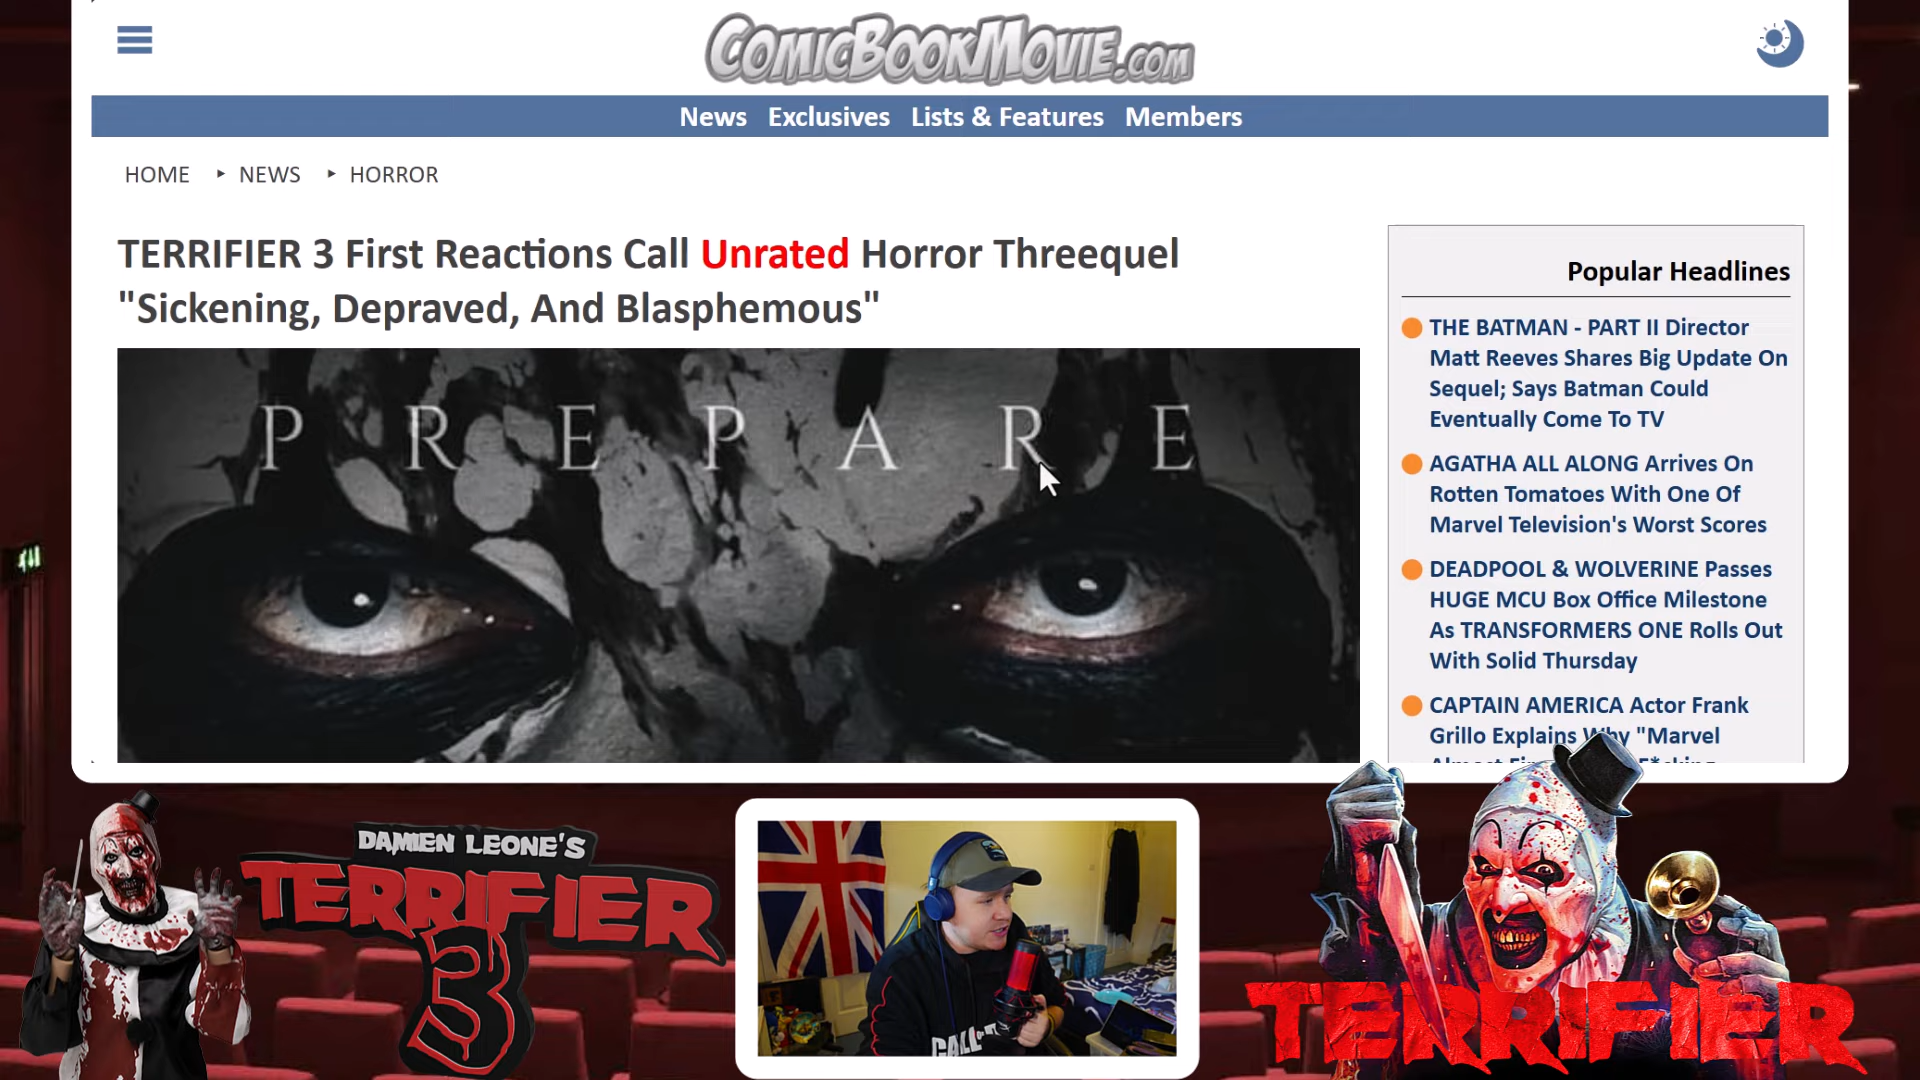 COMICBOOKMOVIE.COM
News Exclusives Lists & Features Members
HOME ‣ NEWS ‣ HORROR
TERRIFIER 3 First Reactions Call Unrated Horror Threequel
"Sickening, Depraved, And Blasphemous"
PREPARE
Popular Headlines
THE BATMAN - PART II Director
Matt Reeves Shares Big Update On
Sequel; Says Batman Could
Eventually Come To TV
AGATHA ALL ALONG Arrives On
Rotten Tomatoes With One Of
Marvel Television's Worst Scores
DEADPOOL & WOLVERINE Passes
HUGE MCU Box Office Milestone
As TRANSFORMERS ONE Rolls Out
With Solid Thursday
CAPTAIN AMERICA Actor Frank
Grillo Explains Why "Marvel
DAMIEN LEONE'S
TERRIFIER
3
CALL
TERRIFIER